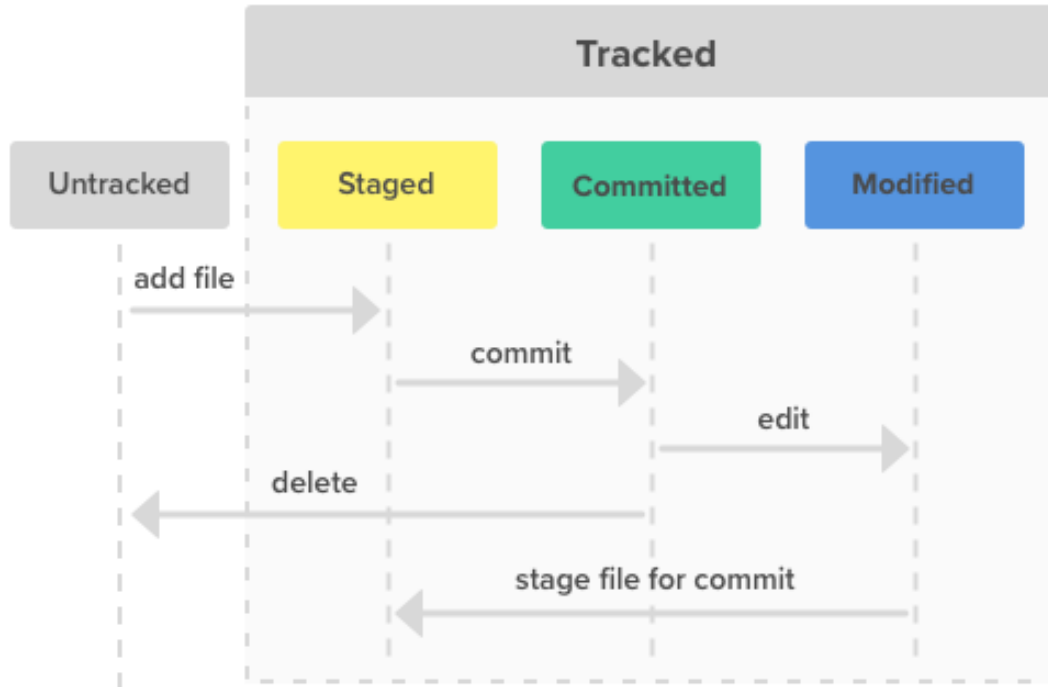 Tracked
Untracked
Staged
Committed
Modified
add file
commit
edit
delete
stage file for commit